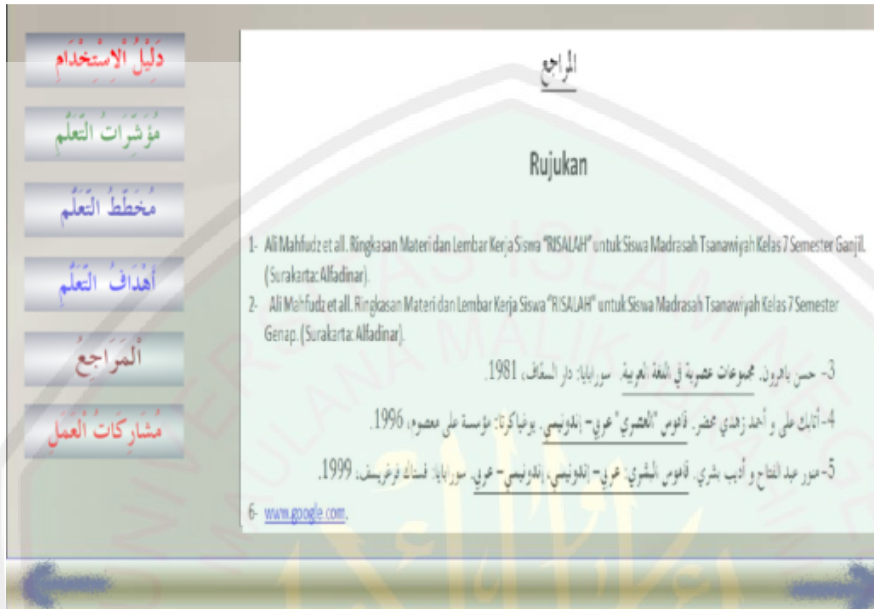 دَلِيْلُ الْاِسْتِخْدَامِ
مُؤَشِّرَاتُ التَّعَلُّمِ
مُخَطَّطُ التَّعَلُّمِ
أَهْدَافُ التَّعَلُّمِ
اَلْمَرَاجِعُ
مُشَارِكَاتُ الْعَمَلِ
المراجع
Rujukan
1- Ali Mahfudz et all. Ringkasan Materi dan Lembar Kerja Siswa "RISALAH" untuk Siswa Madrasah Tsanawiyah Kelas 7 Semester Ganjil.
(Surakarta: Alfadinar).
2- Ali Mahfudz et all. Ringkasan Materi dan Lembar Kerja Siswa "RISALAH" untuk Siswa Madrasah Tsanawiyah Kelas 7 Semester
Genap. (Surakarta: Alfadinar).
3- حسن باهرون. مجموعات عصرية في اللغة العربية. سورابايا: دار السقاف، 1981.
4- أتابك على و أحمد زهدي محضر. قاموس "العصري" عربي- إندونيسي. يوغياكرتا: مؤسسة على معصوم، 1996.
5- منور عبد الفتاح و أديب بشري. قاموس البشري: عربي- إندونيسي، إندونيسي- عربي. سورابايا: فستاك فرغريسف، 1999.
6- www.google.com.